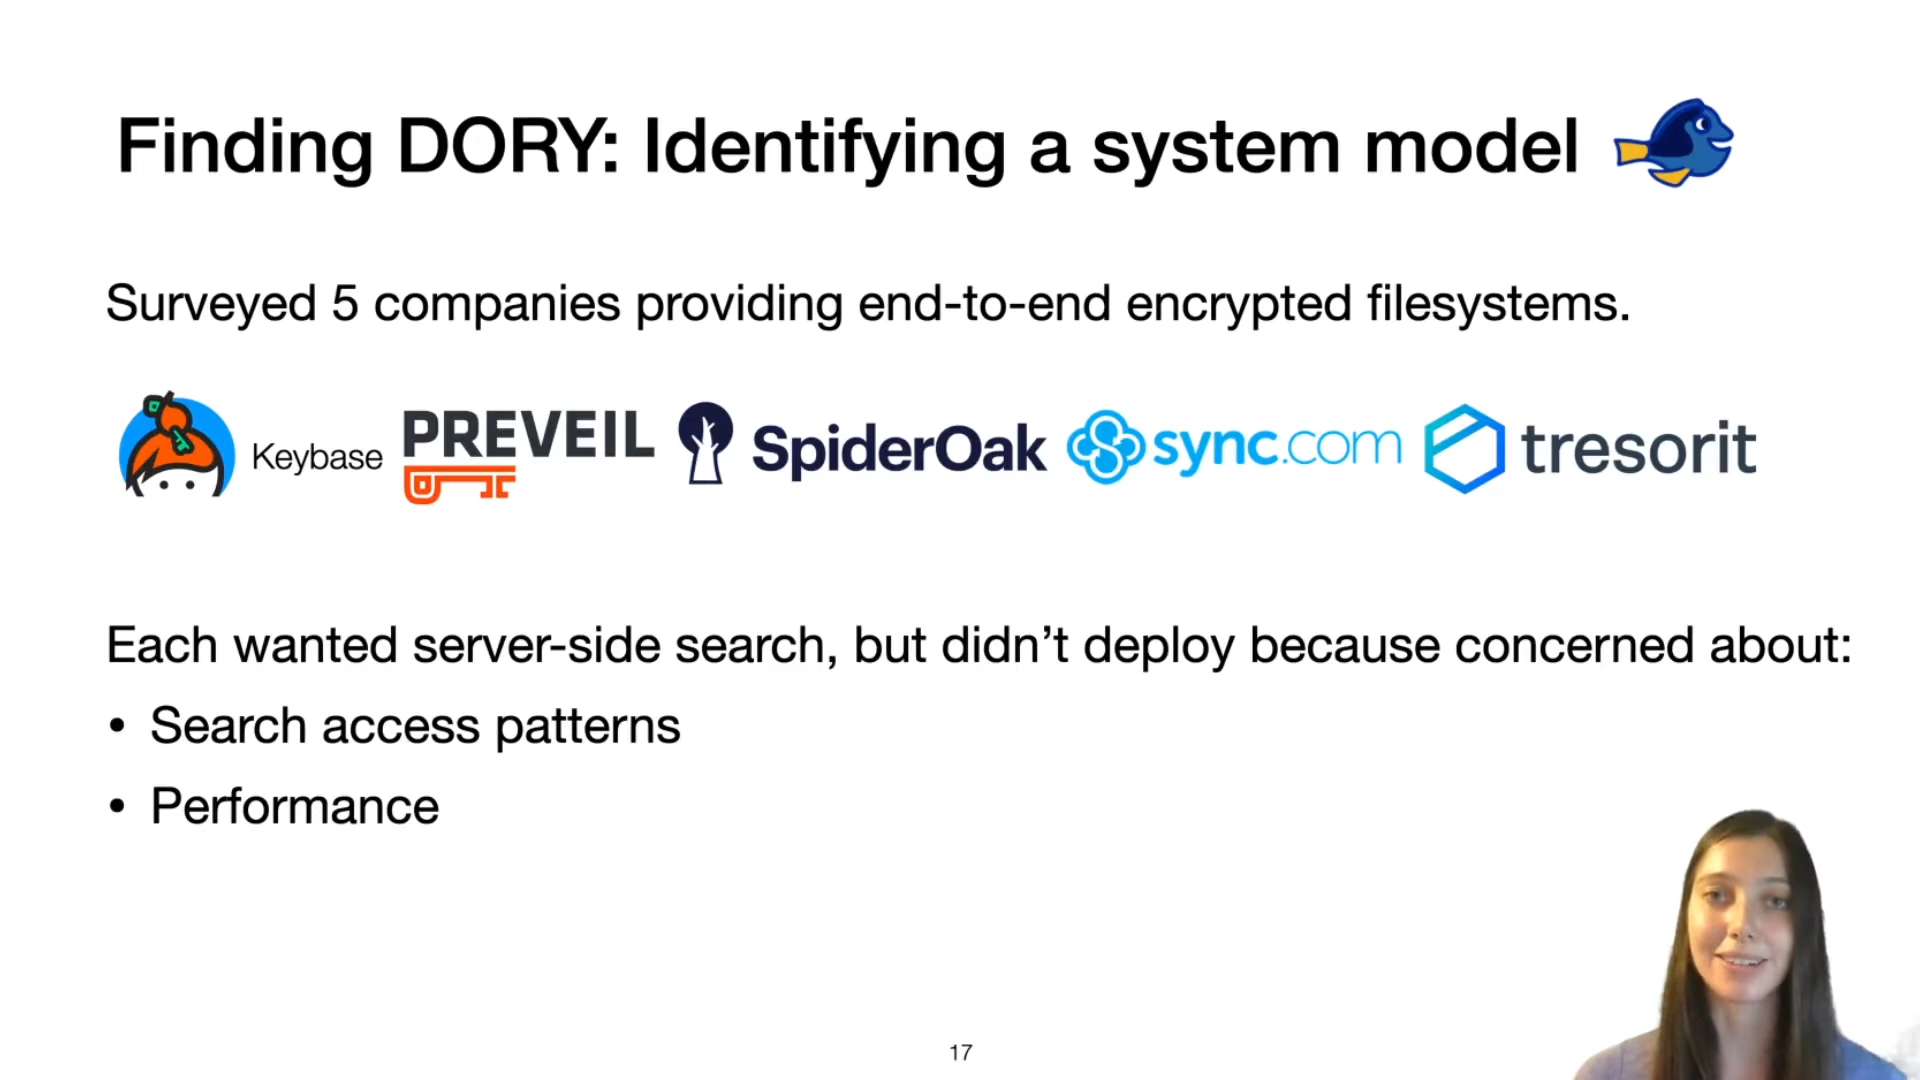 Finding DORY: Identifying a system model
Surveyed 5 companies providing end-to-end encrypted filesystems.
Keybase PREVEIL SpiderOak sync.com tresorit
Each wanted server-side search, but didn’t deploy because concerned about:
• Search access patterns
• Performance
17